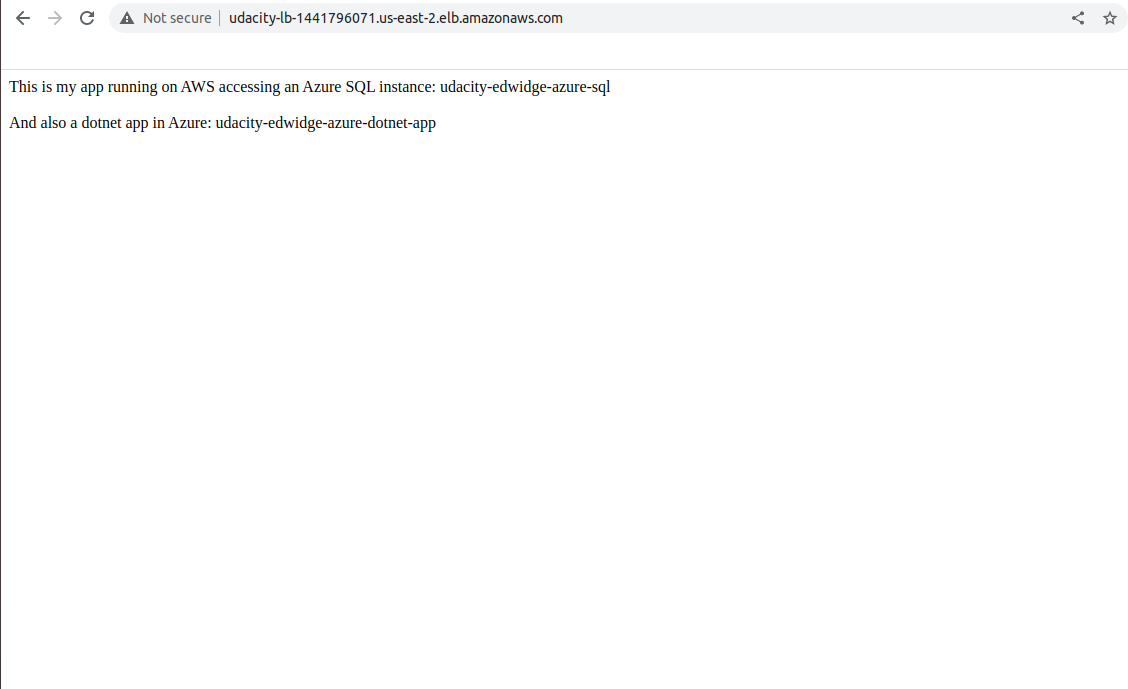 Not secure udacity-lb-1441796071.us-east-2.elb.amazonaws.com
This is my app running on AWS accessing an Azure SQL instance: udacity-edwidge-azure-sql
And also a dotnet app in Azure: udacity-edwidge-azure-dotnet-app